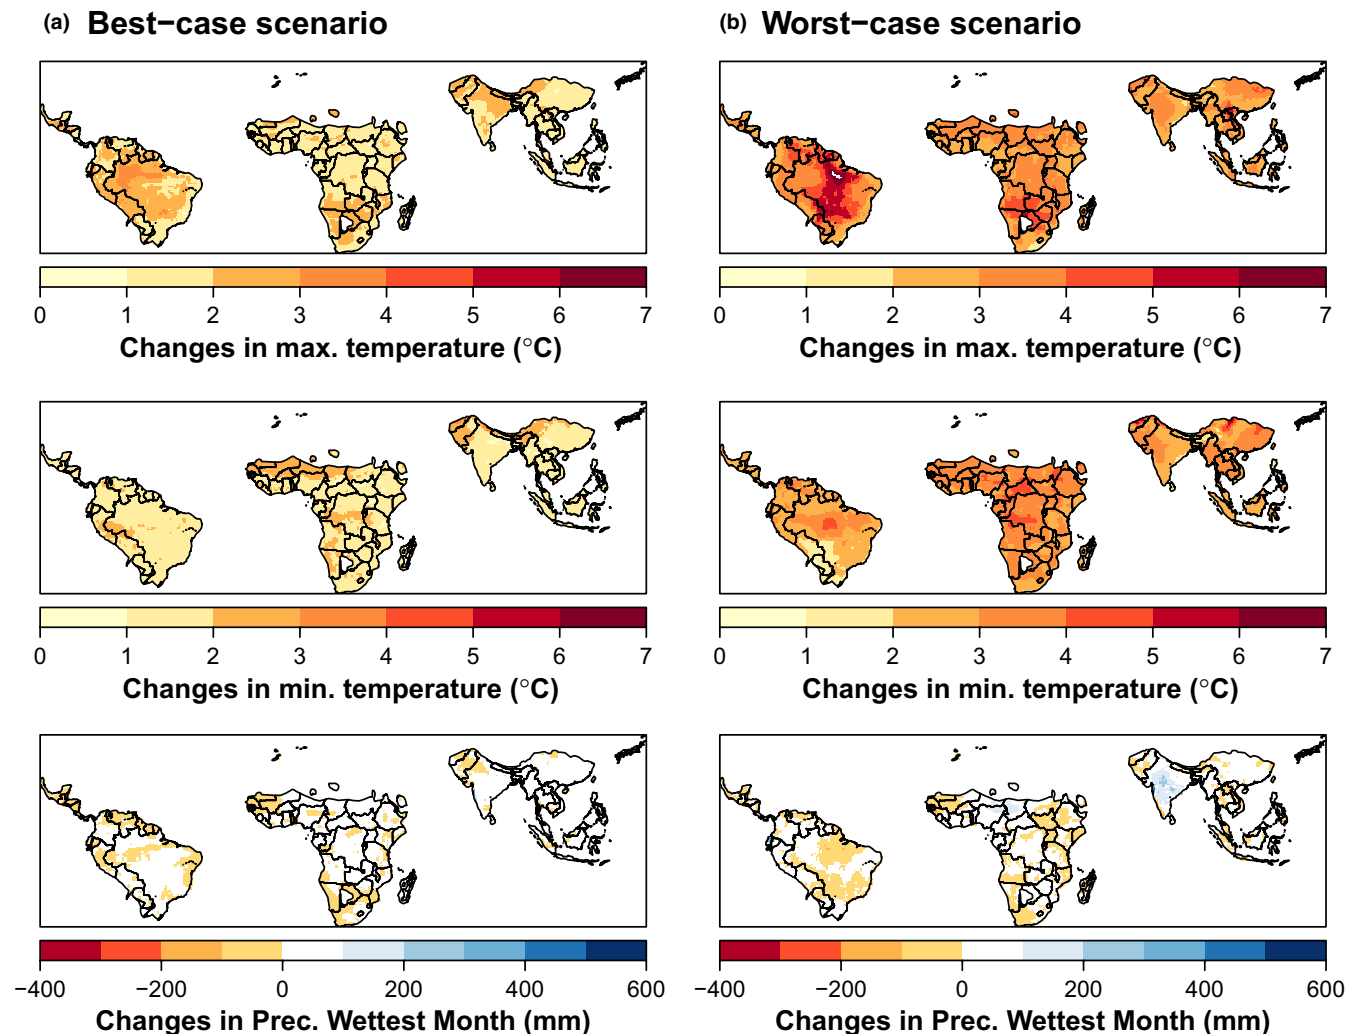 (a) Best−case scenario
(b) Worst−case scenario
0 1 2 3 4 5 6 7
Changes in max. temperature (°C)
0 1 2 3 4 5 6 7
Changes in max. temperature (°C)
0 1 2 3 4 5 6 7
Changes in min. temperature (°C)
0 1 2 3 4 5 6 7
Changes in min. temperature (°C)
−400 −200 0 200 400 600
Changes in Prec. Wettest Month (mm)
−400 −200 0 200 400 600
Changes in Prec. Wettest Month (mm)